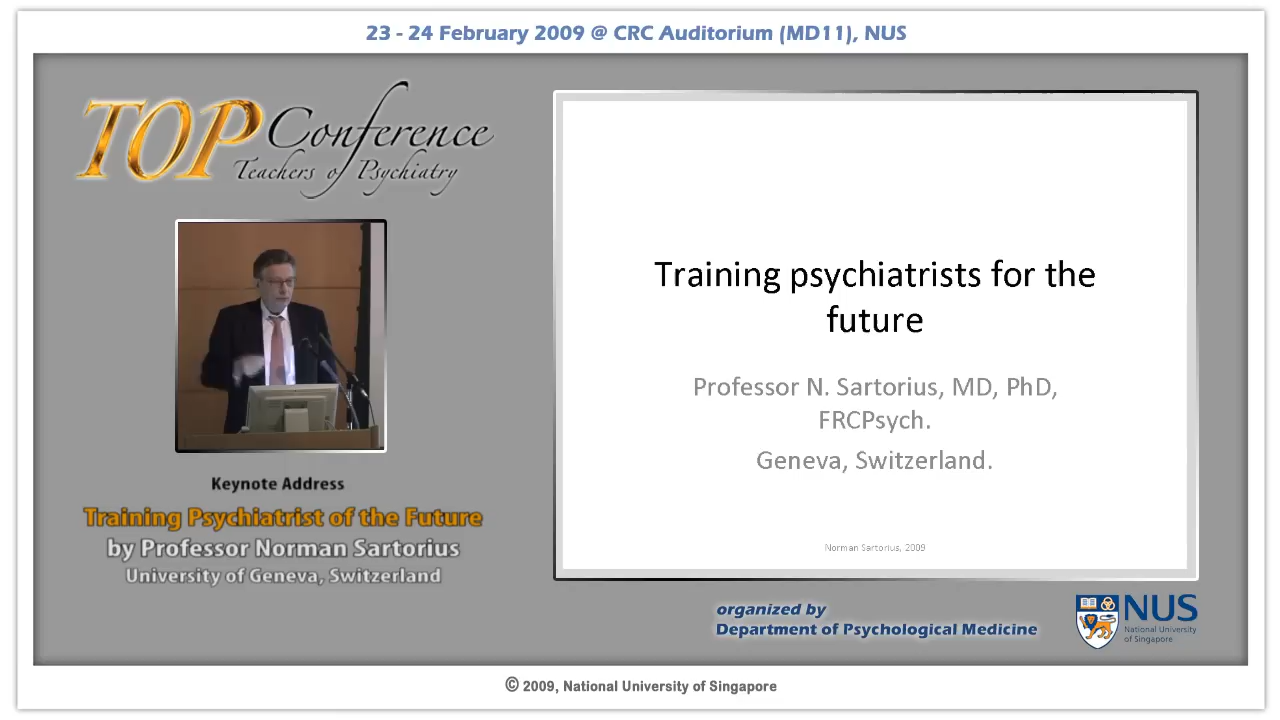 23 - 24 February 2009 @ CRC Auditorium (MD11), NUS
TOP Conference
Teachers of Psychiatry
Keynote Address
Training Psychiatrist of the Future
by Professor Norman Sartorius
University of Geneva, Switzerland
Training psychiatrists for the
future
Professor N. Sartorius, MD, PhD,
FRCPsych.
Geneva, Switzerland.
Norman Sartorius, 2009
organized by
Department of Psychological Medicine
NUS
National University
of Singapore
© 2009, National University of Singapore